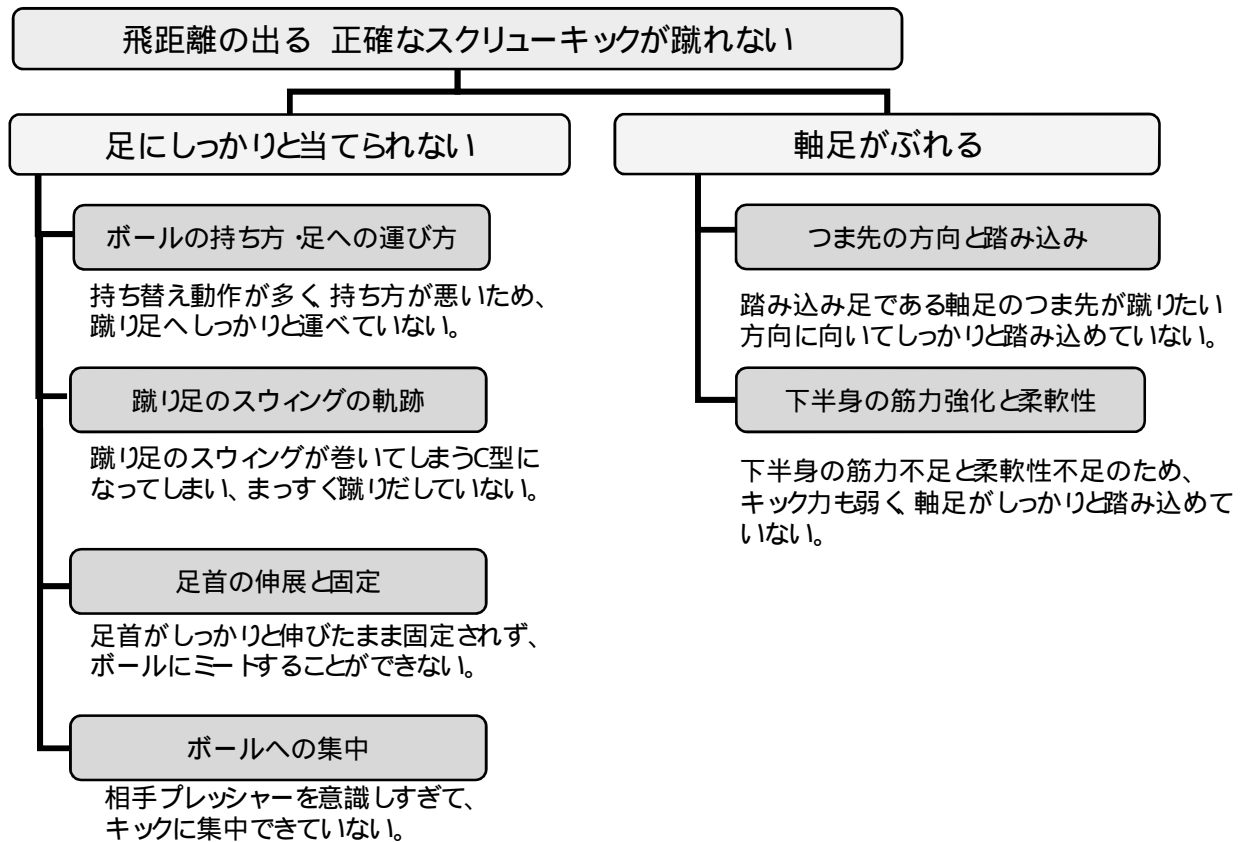 飛距離の出る 正確なスクリューキックが蹴れない
足にしっかりと当てられない
ボールの持ち方・足への運び方
持ち替え動作が多く、持ち方が悪いため、
蹴り足へしっかりと運べていない。
蹴り足のスウィングの軌跡
蹴り足のスウィングが巻いてしまうC型に
なってしまい、まっすぐ蹴りだしていない。
足首の伸展と固定
足首がしっかりと伸びたまま固定されず、
ボールにミートすることができない。
ボールへの集中
相手プレッシャーを意識しすぎて、
キックに集中できていない。
軸足がぶれる
つま先の方向と踏み込み
踏み込み足である軸足のつま先が蹴りたい
方向に向いてしっかりと踏み込めていない。
下半身の筋力強化と柔軟性
下半身の筋力不足と柔軟性不足のため、
キック力も弱く、軸足がしっかりと踏み込めて
いない。